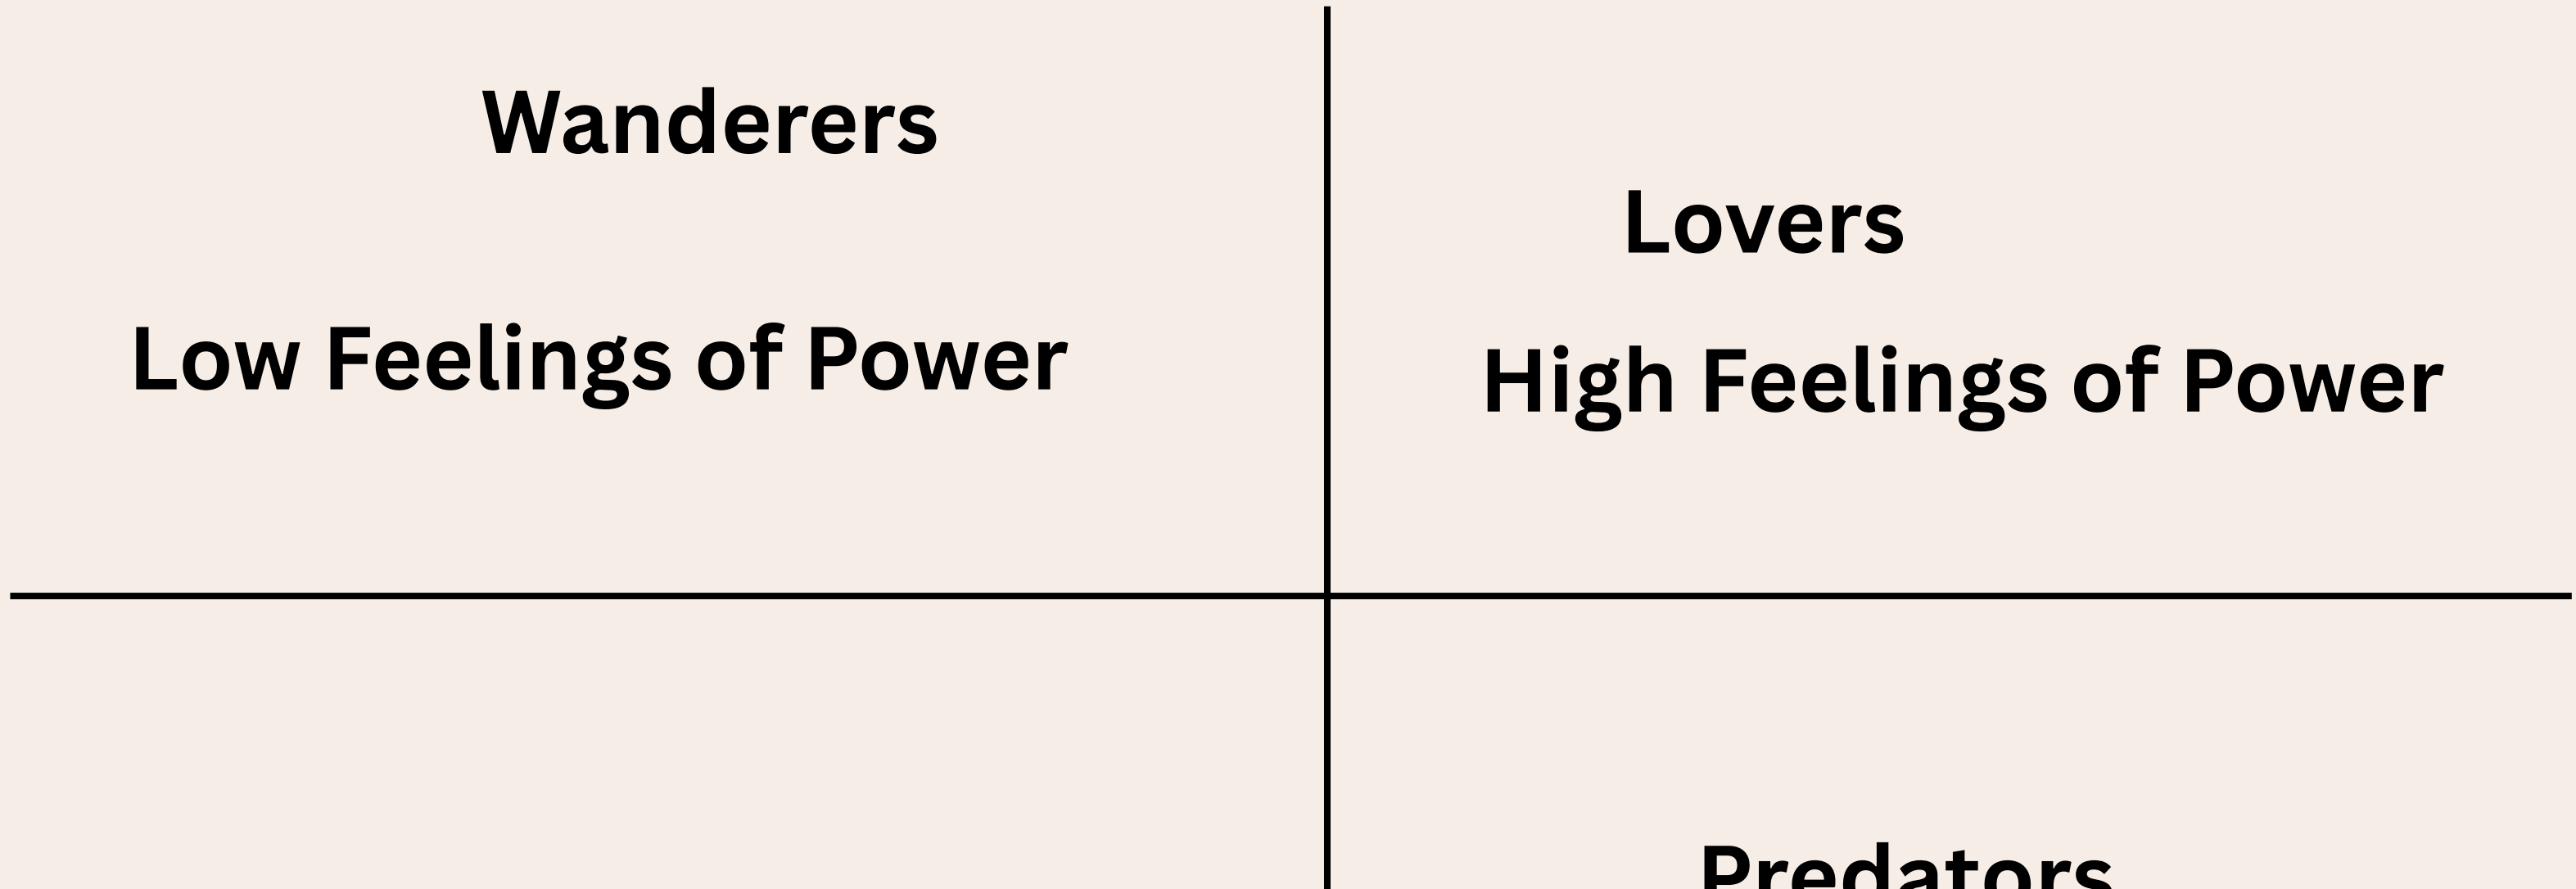 Wanderers
Lovers
Low Feelings of Power
High Feelings of Power
Predators